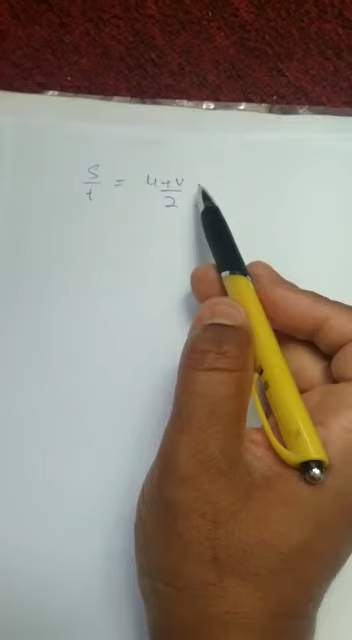 s/t = u+v/2